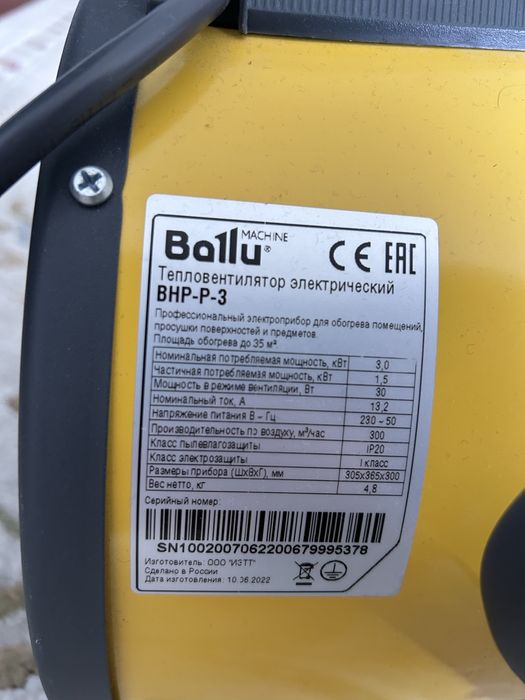 Ballu MACHINE ® CE EAC
Тепловентилятор электрический
BHP-P-3
Профессиональный электроприбор для обогрева помещений,
просушки поверхностей и предметов.
Площадь обогрева до 35 м²
Номинальная потребляемая мощность, кВт 3,0
Частичная потребляемая мощность, кВт 1,5
Мощность в режиме вентиляции, Вт 30
Номинальный ток, А 13,2
Напряжение питания В ~ Гц 230 ~ 50
Производительность по воздуху, м³/час 300
Класс пылевлагозащиты IP20
Класс электрозащиты I класс
Размеры прибора (ШхВхГ), мм 305x365x300
Вес нетто, кг 4,8
Серийный номер:
SN1002007062200679995378
Изготовитель: ООО "ИЗТТ"
Сделано в России
Дата изготовления: 10.06.2022